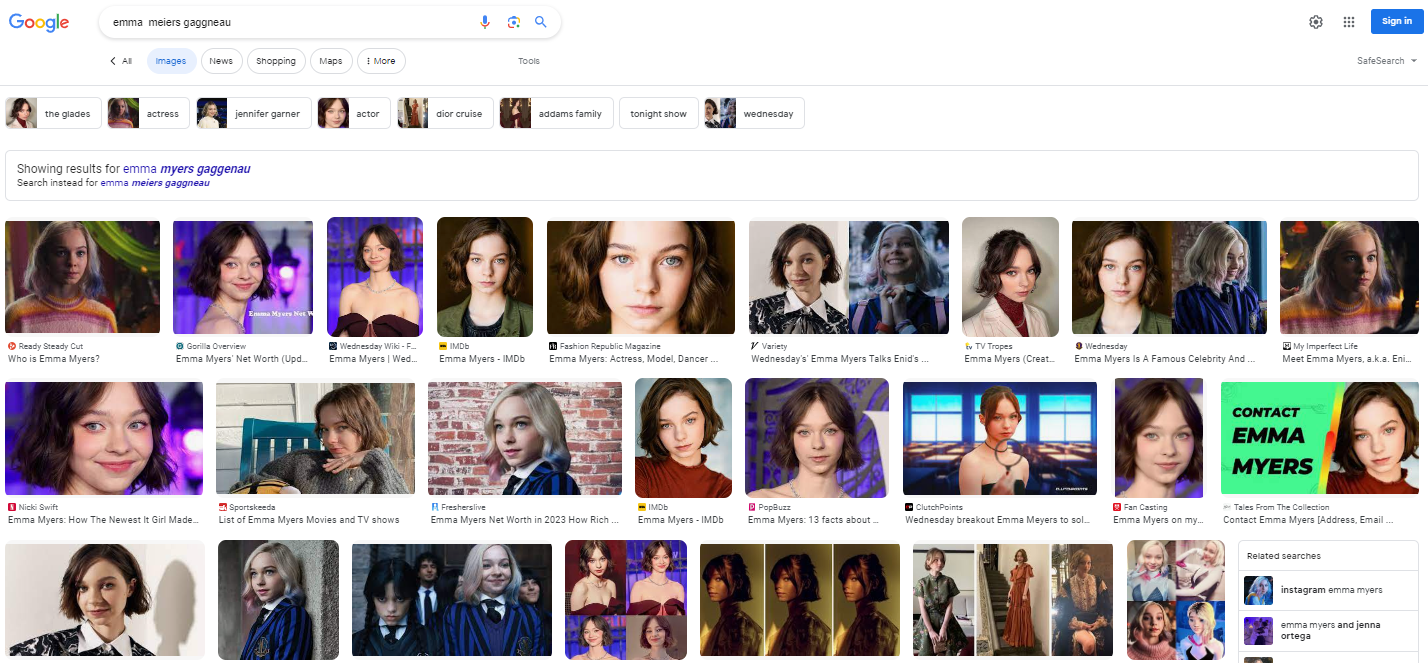 Google
emma meiers gaggneau
Sign in
All Images News Shopping Maps More
Tools
SafeSearch
the glades actress jennifer garner actor dior cruise addams family tonight show wednesday
Showing results for emma myers gaggenau
Search instead for emma meiers gaggneau
Emma Myers Net W
Ready Steady Cut
Who is Emma Myers?
Gorilla Overview
Emma Myers' Net Worth (Upd...
Wednesday Wiki - F...
Emma Myers | Wed...
IMDb
Emma Myers - IMDb
Fashion Republic Magazine
Emma Myers: Actress, Model, Dancer ...
Variety
Wednesday's' Emma Myers Talks Enid's ...
TV Tropes
Emma Myers (Creat...
Wednesday
Emma Myers Is A Famous Celebrity And ...
My Imperfect Life
Meet Emma Myers, a.k.a. Eni...
CONTACT
EMMA
MYERS
Nicki Swift
Emma Myers: How The Newest It Girl Made...
Sportskeeda
List of Emma Myers Movies and TV shows
Fresherslive
Emma Myers Net Worth in 2023 How Rich ...
IMDb
Emma Myers - IMDb
PopBuzz
Emma Myers: 13 facts about ...
ClutchPoints
Wednesday breakout Emma Meyers to sol...
Fan Casting
Emma Myers on my...
Tales From The Collection
Contact Emma Myers [Address, Email ...
Related searches
instagram emma myers
emma myers and jenna
ortega